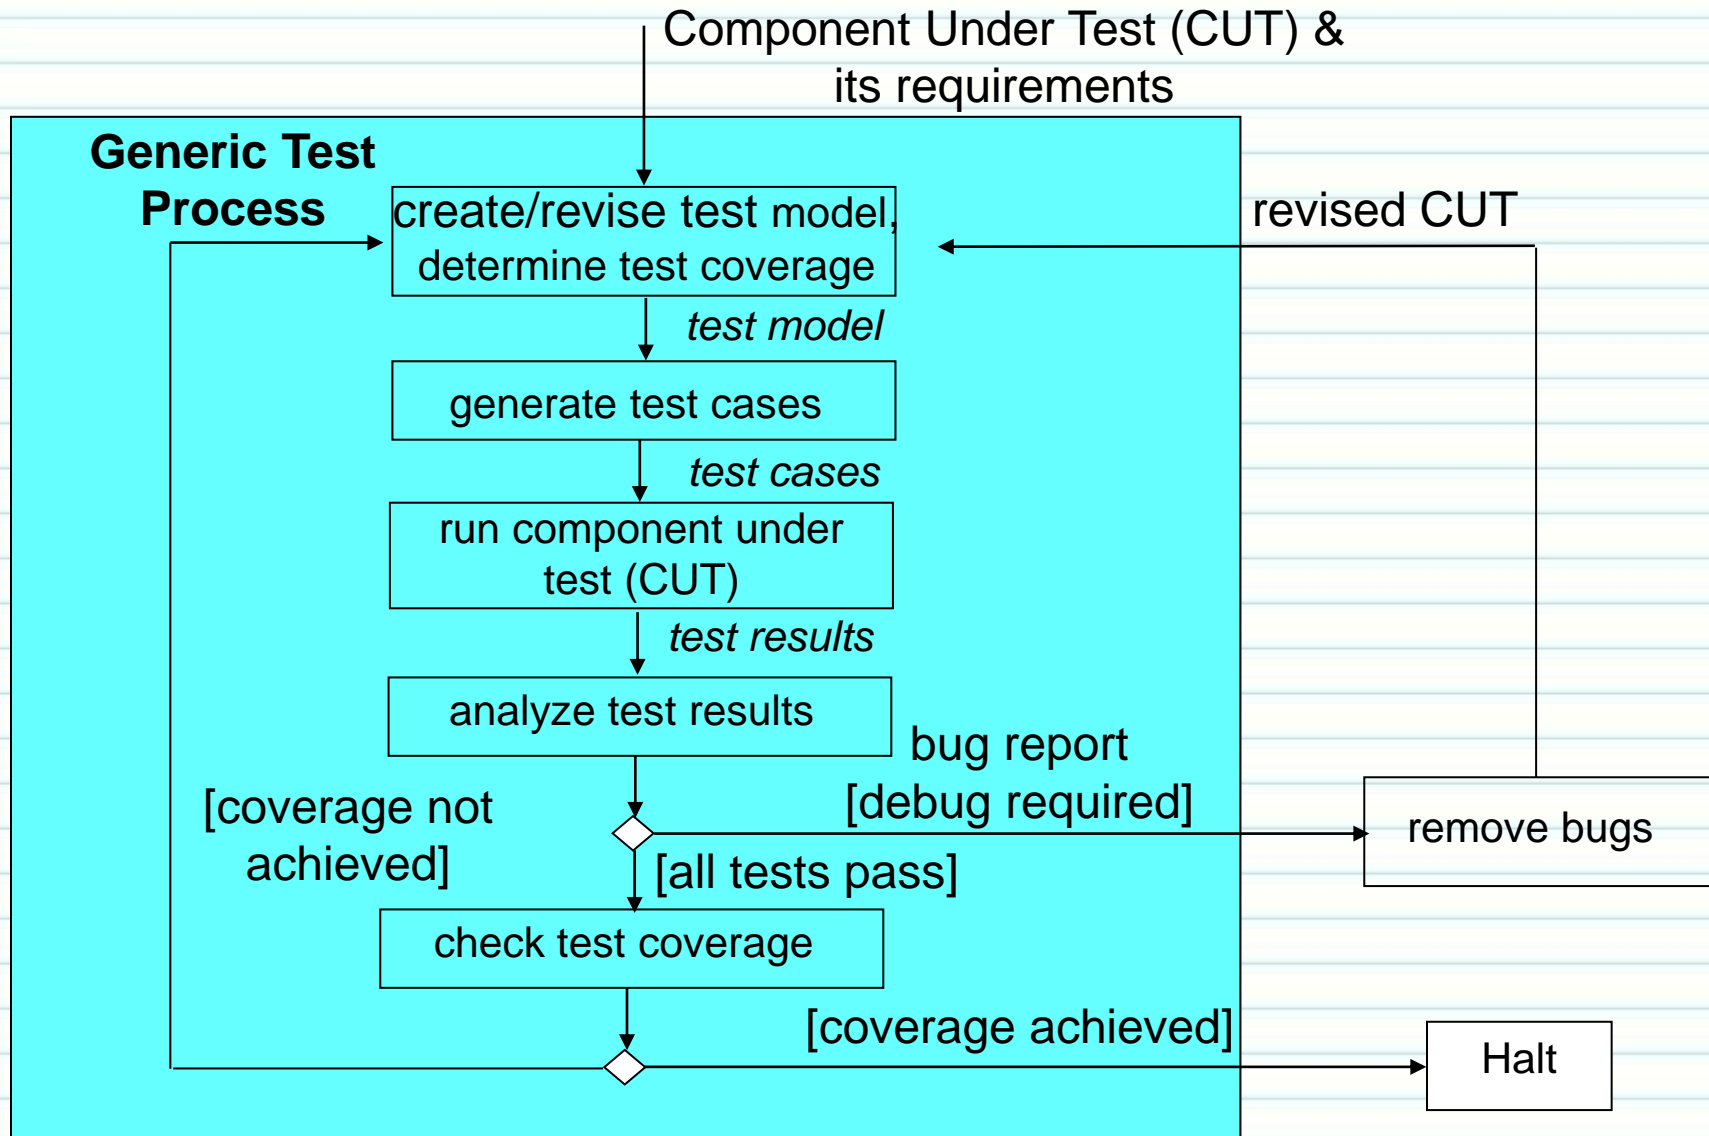 Component Under Test (CUT) &
its requirements
Generic Test
Process
create/revise test model,
determine test coverage
revised CUT
test model
generate test cases
test cases
run component under
test (CUT)
test results
analyze test results
bug report
[debug required]
remove bugs
[coverage not
achieved]
[all tests pass]
check test coverage
[coverage achieved]
Halt